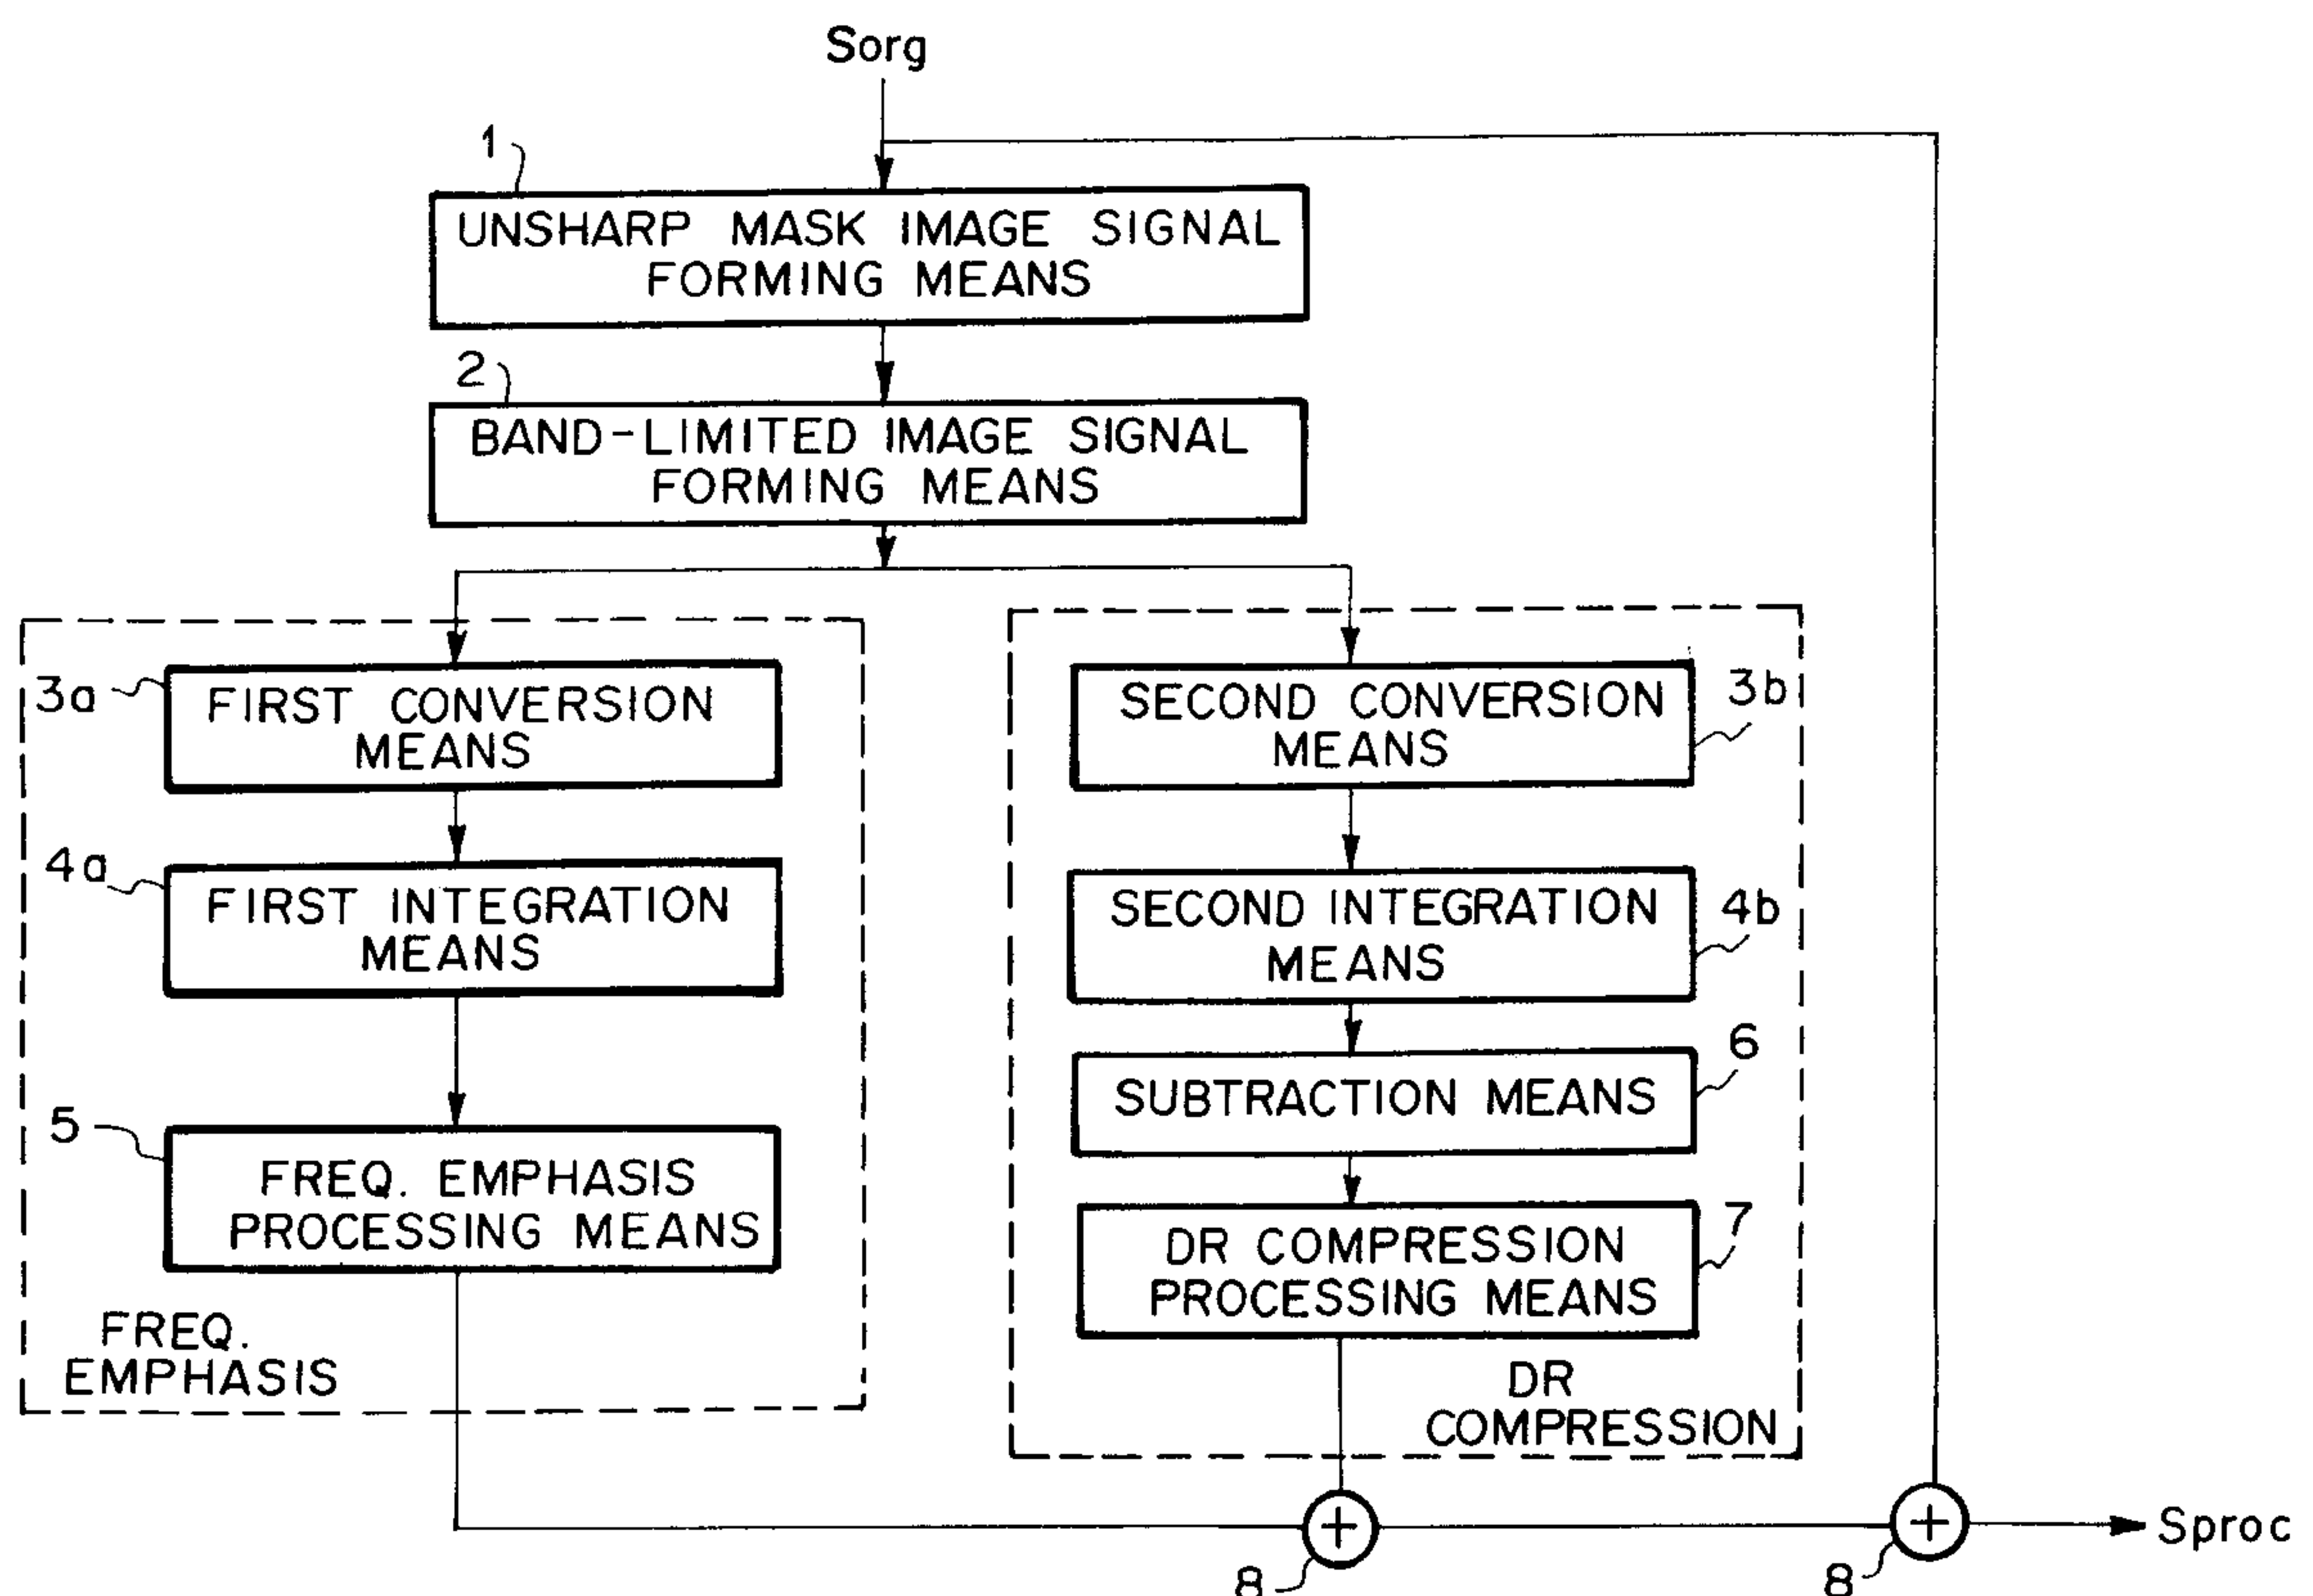 Sorg
1
UNSHARP MASK IMAGE SIGNAL
FORMING MEANS
2
BAND-LIMITED IMAGE SIGNAL
FORMING MEANS
3a
FIRST CONVERSION
MEANS
4a
FIRST INTEGRATION
MEANS
5
FREQ. EMPHASIS
PROCESSING MEANS
FREQ.
EMPHASIS
3b
SECOND CONVERSION
MEANS
4b
SECOND INTEGRATION
MEANS
6
SUBTRACTION MEANS
7
DR COMPRESSION
PROCESSING MEANS
DR
COMPRESSION
+
8
+
8
Sproc